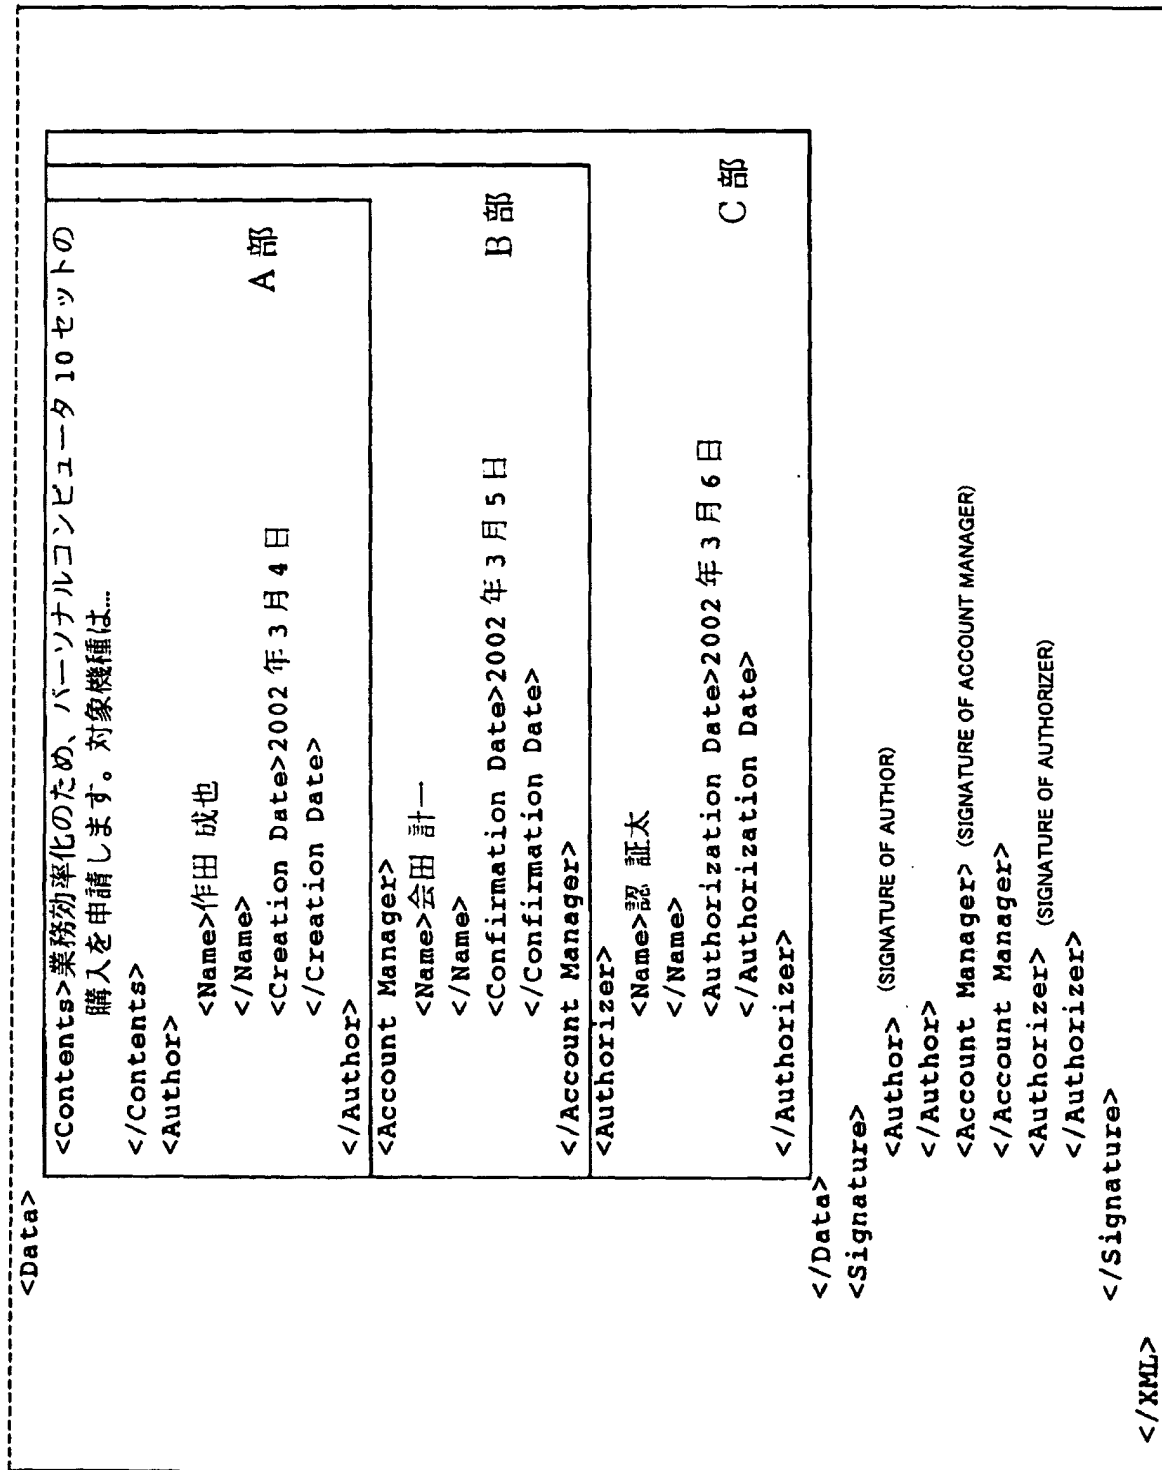 <Data>
<Contents>業務効率化のため、パーソナルコンピュータ10セットの
購入を申請します。対象機種は...
</Contents>
<Author>
<Name>作田 成也
</Name>
<Creation Date>2002年3月4日
</Creation Date>
</Author>
A部
<Account Manager>
<Name>会田 計一
</Name>
<Confirmation Date>2002年3月5日
</Confirmation Date>
</Account Manager>
B部
<Authorizer>
<Name>認 証太
</Name>
<Authorization Date>2002年3月6日
</Authorization Date>
</Authorizer>
C部
</Data>
<Signature>
<Author> (SIGNATURE OF AUTHOR)
</Author>
<Account Manager> (SIGNATURE OF ACCOUNT MANAGER)
</Account Manager>
<Authorizer> (SIGNATURE OF AUTHORIZER)
</Authorizer>
</Signature>
</XML>